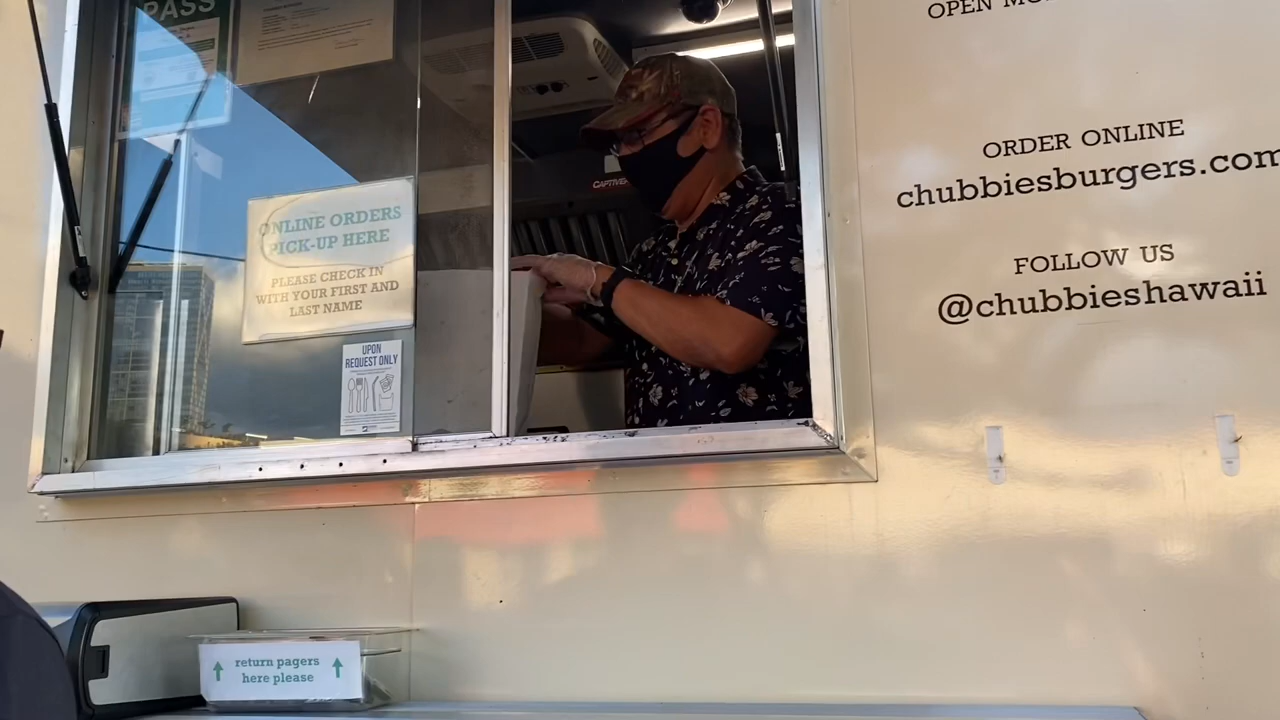 PASS
OPEN
ORDER ONLINE
chubbiesburgers.com
FOLLOW US
@chubbieshawaii
ONLINE ORDERS
PICK-UP HERE
PLEASE CHECK IN
WITH YOUR FIRST AND
LAST NAME
UPON
REQUEST ONLY
return pagers
here please